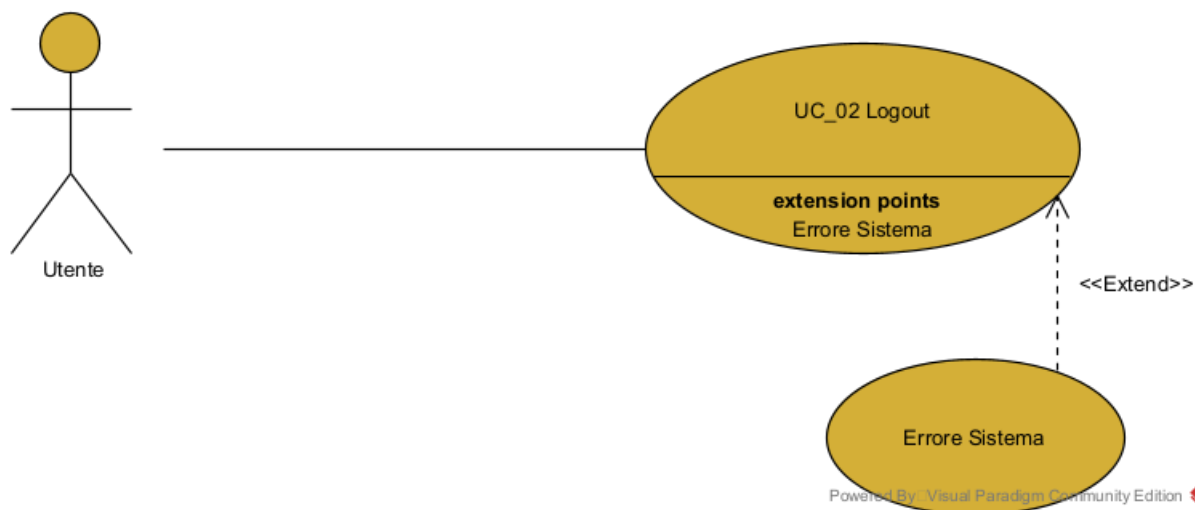 UC_02 Logout
extension points
Errore Sistema
Utente
<<Extend>>
Errore Sistema
Powered By Visual Paradigm Community Edition